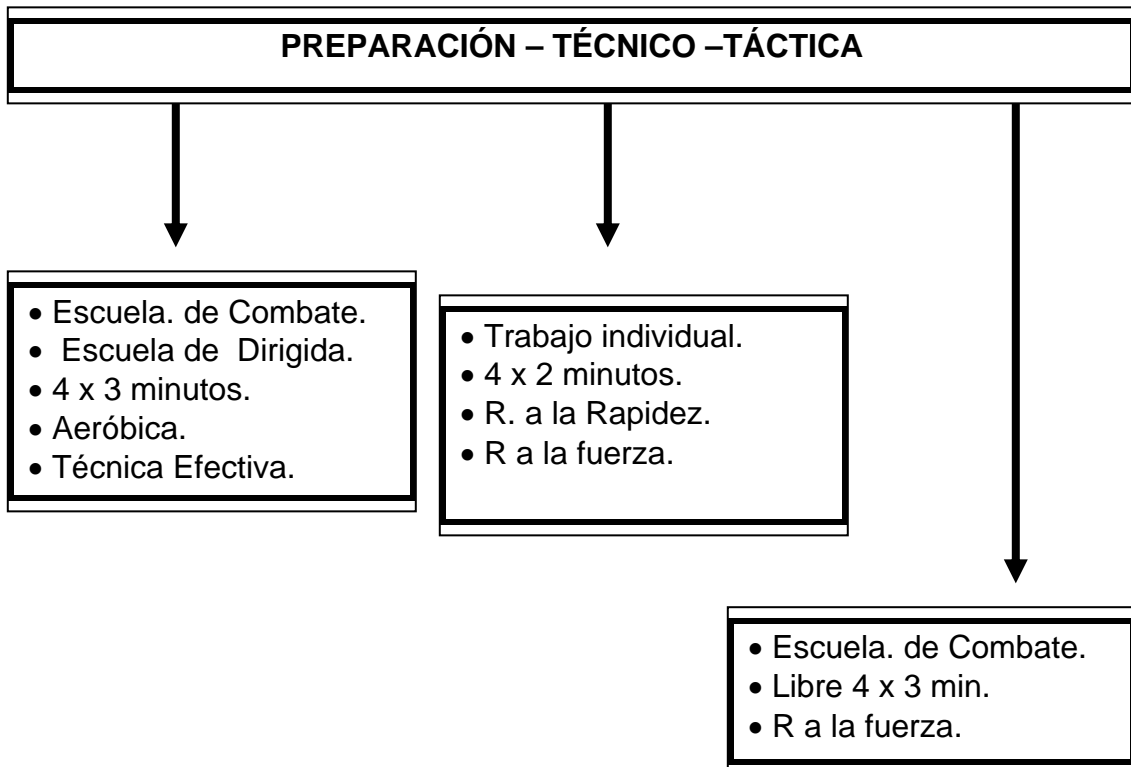 PREPARACIÓN – TÉCNICO –TÁCTICA
• Escuela. de Combate.
• Escuela de Dirigida.
• 4 x 3 minutos.
• Aeróbica.
• Técnica Efectiva.
• Trabajo individual.
• 4 x 2 minutos.
• R. a la Rapidez.
• R a la fuerza.
• Escuela. de Combate.
• Libre 4 x 3 min.
• R a la fuerza.